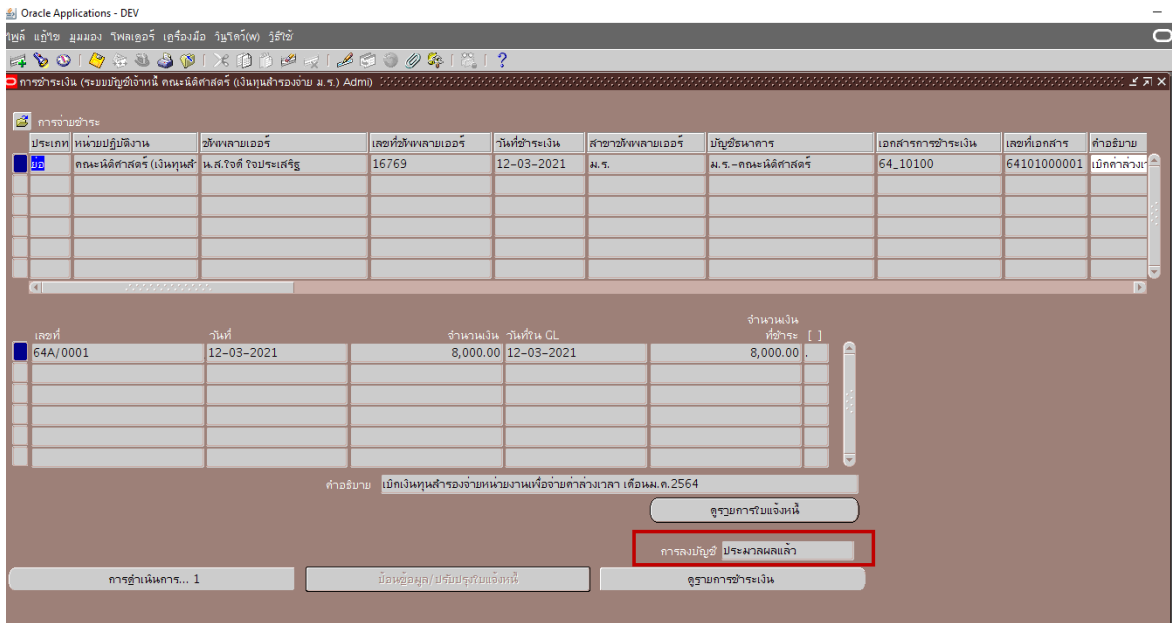 Oracle Applications - DEV
ไฟล์ แก้ไข มุมมอง โฟลเดอร์ เครื่องมือ วินโดว์(w) วิธีใช้
การชำระเงิน (ระบบบัญชีเจ้าหนี้ คณะนิติศาสตร์ (เงินทุนสำรองจ่าย ม.ร.) Admi)
การจ่ายชำระ
ประเภท หน่วยปฏิบัติงาน ซัพพลายเออร์ เลขที่ซัพพลายเออร์ วันที่ชำระเงิน สาขาซัพพลายเออร์ บัญชีธนาคาร เอกสารการชำระเงิน เลขที่เอกสาร คำอธิบาย
ย่อ คณะนิติศาสตร์ (เงินทุนสำ น.ส.ใจดี ใจประเสริฐ 16769 12-03-2021 ม.ร. ม.ร.-คณะนิติศาสตร์ 64_10100 64101000001 เบิกค่าล่วงเว
จำนวนเงิน
เลขที่ วันที่ จำนวนเงิน วันที่ใน GL ที่ชำระ [ ]
64A/0001 12-03-2021 8,000.00 12-03-2021 8,000.00 .
คำอธิบาย เบิกเงินทุนสำรองจ่ายหน่วยงานเพื่อจ่ายค่าล่วงเวลา เดือนม.ค.2564
ดูรายการใบแจ้งหนี้
การลงบัญชี ประมวลผลแล้ว
การดำเนินการ... 1 ป้อนข้อมูล/ปรับปรุงใบแจ้งหนี้ ดูรายการชำระเงิน